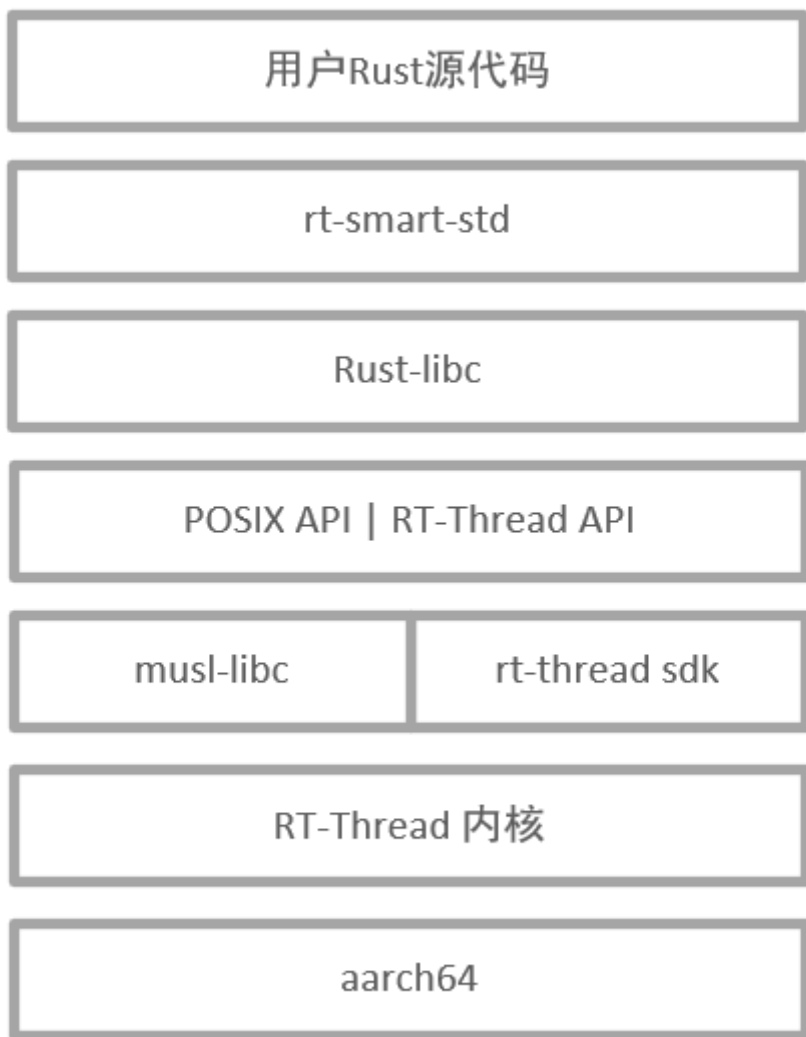 用户Rust源代码
rt-smart-std
Rust-libc
POSIX API | RT-Thread API
musl-libc rt-thread sdk
RT-Thread 内核
aarch64